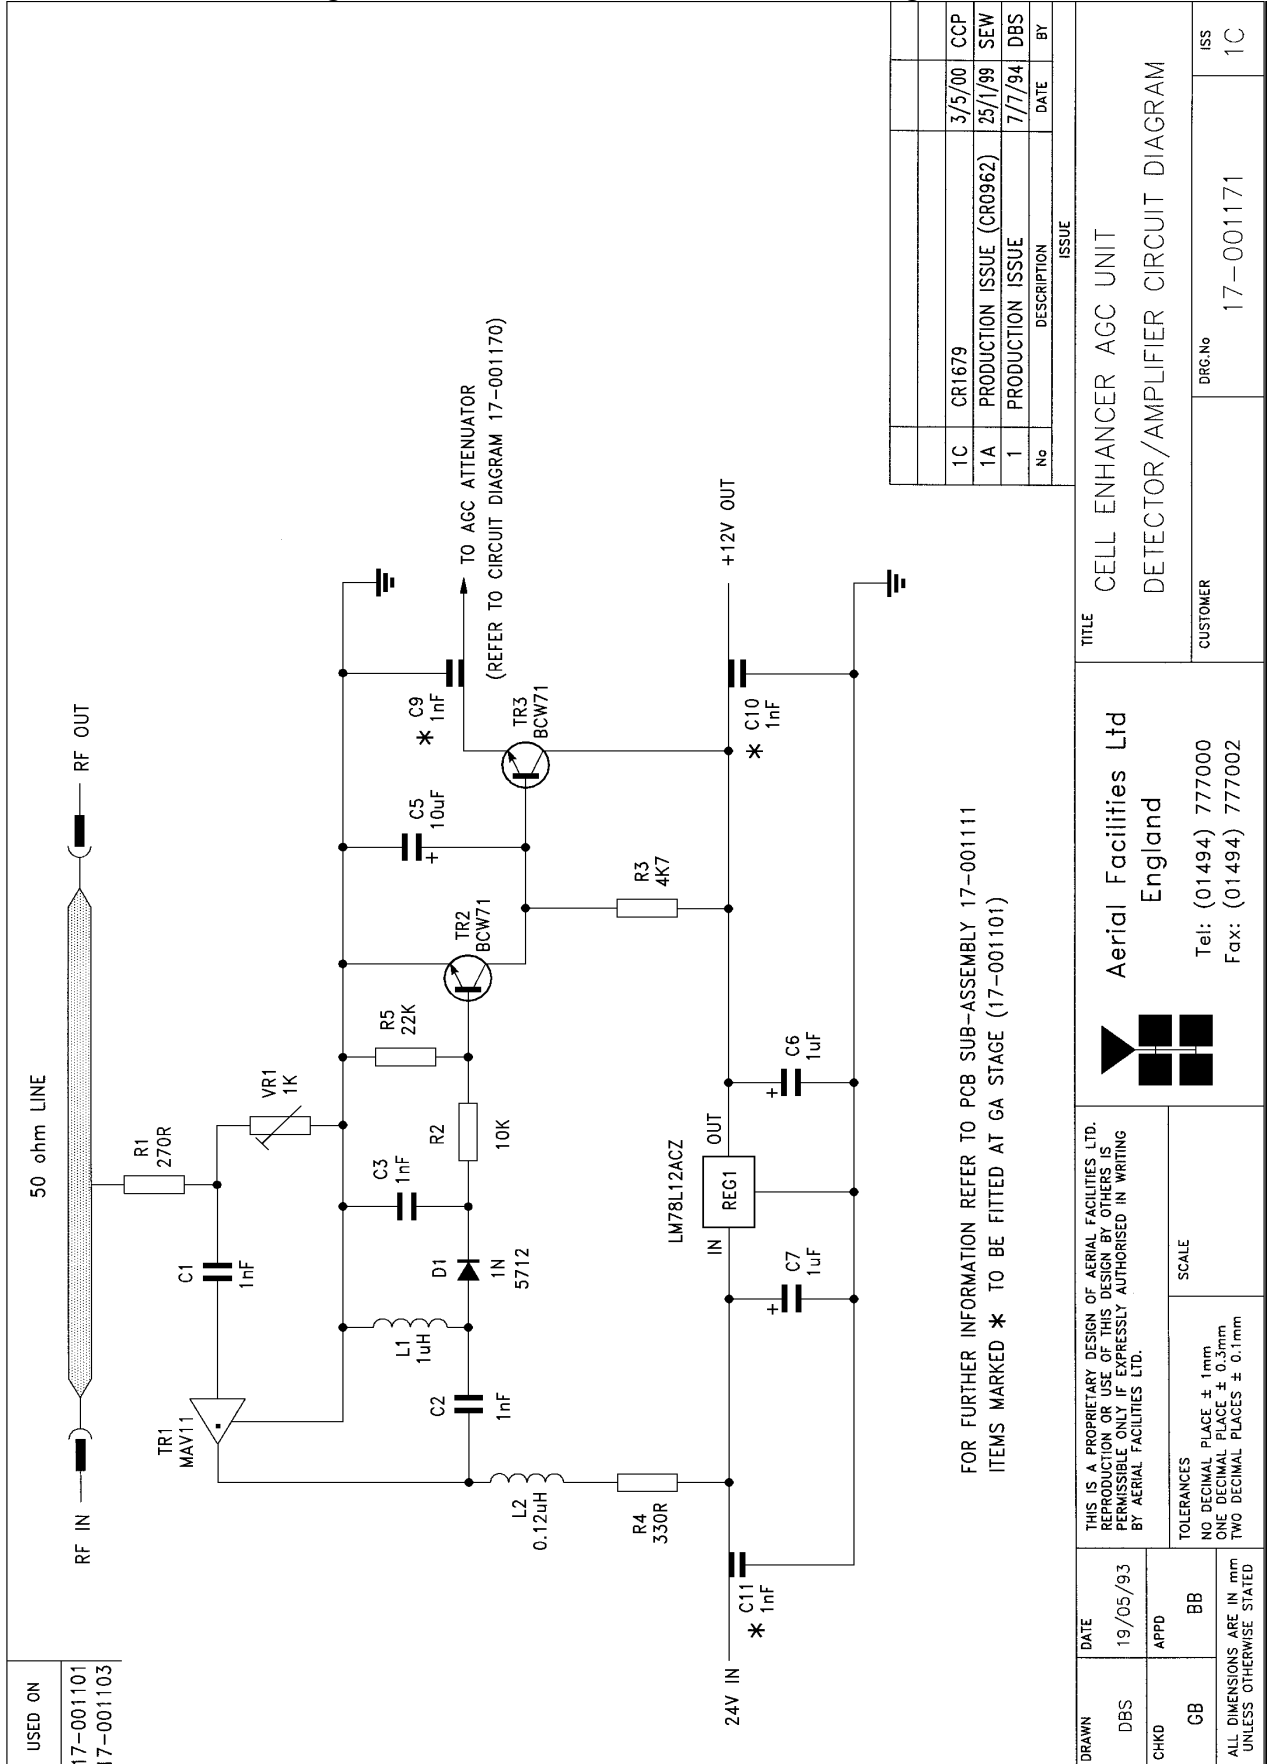 USED ON
17-001101
17-001103
50 ohm LINE
RF IN
RF OUT
R1
270R
VR1
1K
C1
1nF
TR1
MAV11
L1
1uH
C3
1nF
R5
22K
C2
1nF
D1
1N
5712
R2
10K
TR2
BCW71
C5
10uF
+
* C9
1nF
TO AGC ATTENUATOR
(REFER TO CIRCUIT DIAGRAM 17-001170)
TR3
BCW71
L2
0.12uH
R4
330R
R3
4K7
LM78L12ACZ
IN
REG1
OUT
24V IN
+12V OUT
* C11
1nF
+
C7
1uF
+
C6
1uF
* C10
1nF
FOR FURTHER INFORMATION REFER TO PCB SUB-ASSEMBLY 17-001111
ITEMS MARKED * TO BE FITTED AT GA STAGE (17-001101)
1C CR1679 3/5/00 CCP
1A PRODUCTION ISSUE (CR0962) 25/1/99 SEW
1 PRODUCTION ISSUE 7/7/94 DBS
No DESCRIPTION DATE BY
ISSUE
DRAWN
DBS
DATE
19/05/93
CHKD
GB
APPD
BB
ALL DIMENSIONS ARE IN mm
UNLESS OTHERWISE STATED
THIS IS A PROPRIETARY DESIGN OF AERIAL FACILITIES LTD.
REPRODUCTION OR USE OF THIS DESIGN BY OTHERS IS
PERMISSIBLE ONLY IF EXPRESSLY AUTHORISED IN WRITING
BY AERIAL FACILITIES LTD.
TOLERANCES
NO DECIMAL PLACE ± 1mm
ONE DECIMAL PLACE ± 0.3mm
TWO DECIMAL PLACES ± 0.1mm
SCALE
Aerial Facilities Ltd
England
Tel: (01494) 777000
Fax: (01494) 777002
TITLE
CELL ENHANCER AGC UNIT
DETECTOR/AMPLIFIER CIRCUIT DIAGRAM
CUSTOMER
DRG.No
17-001171
ISS
1C